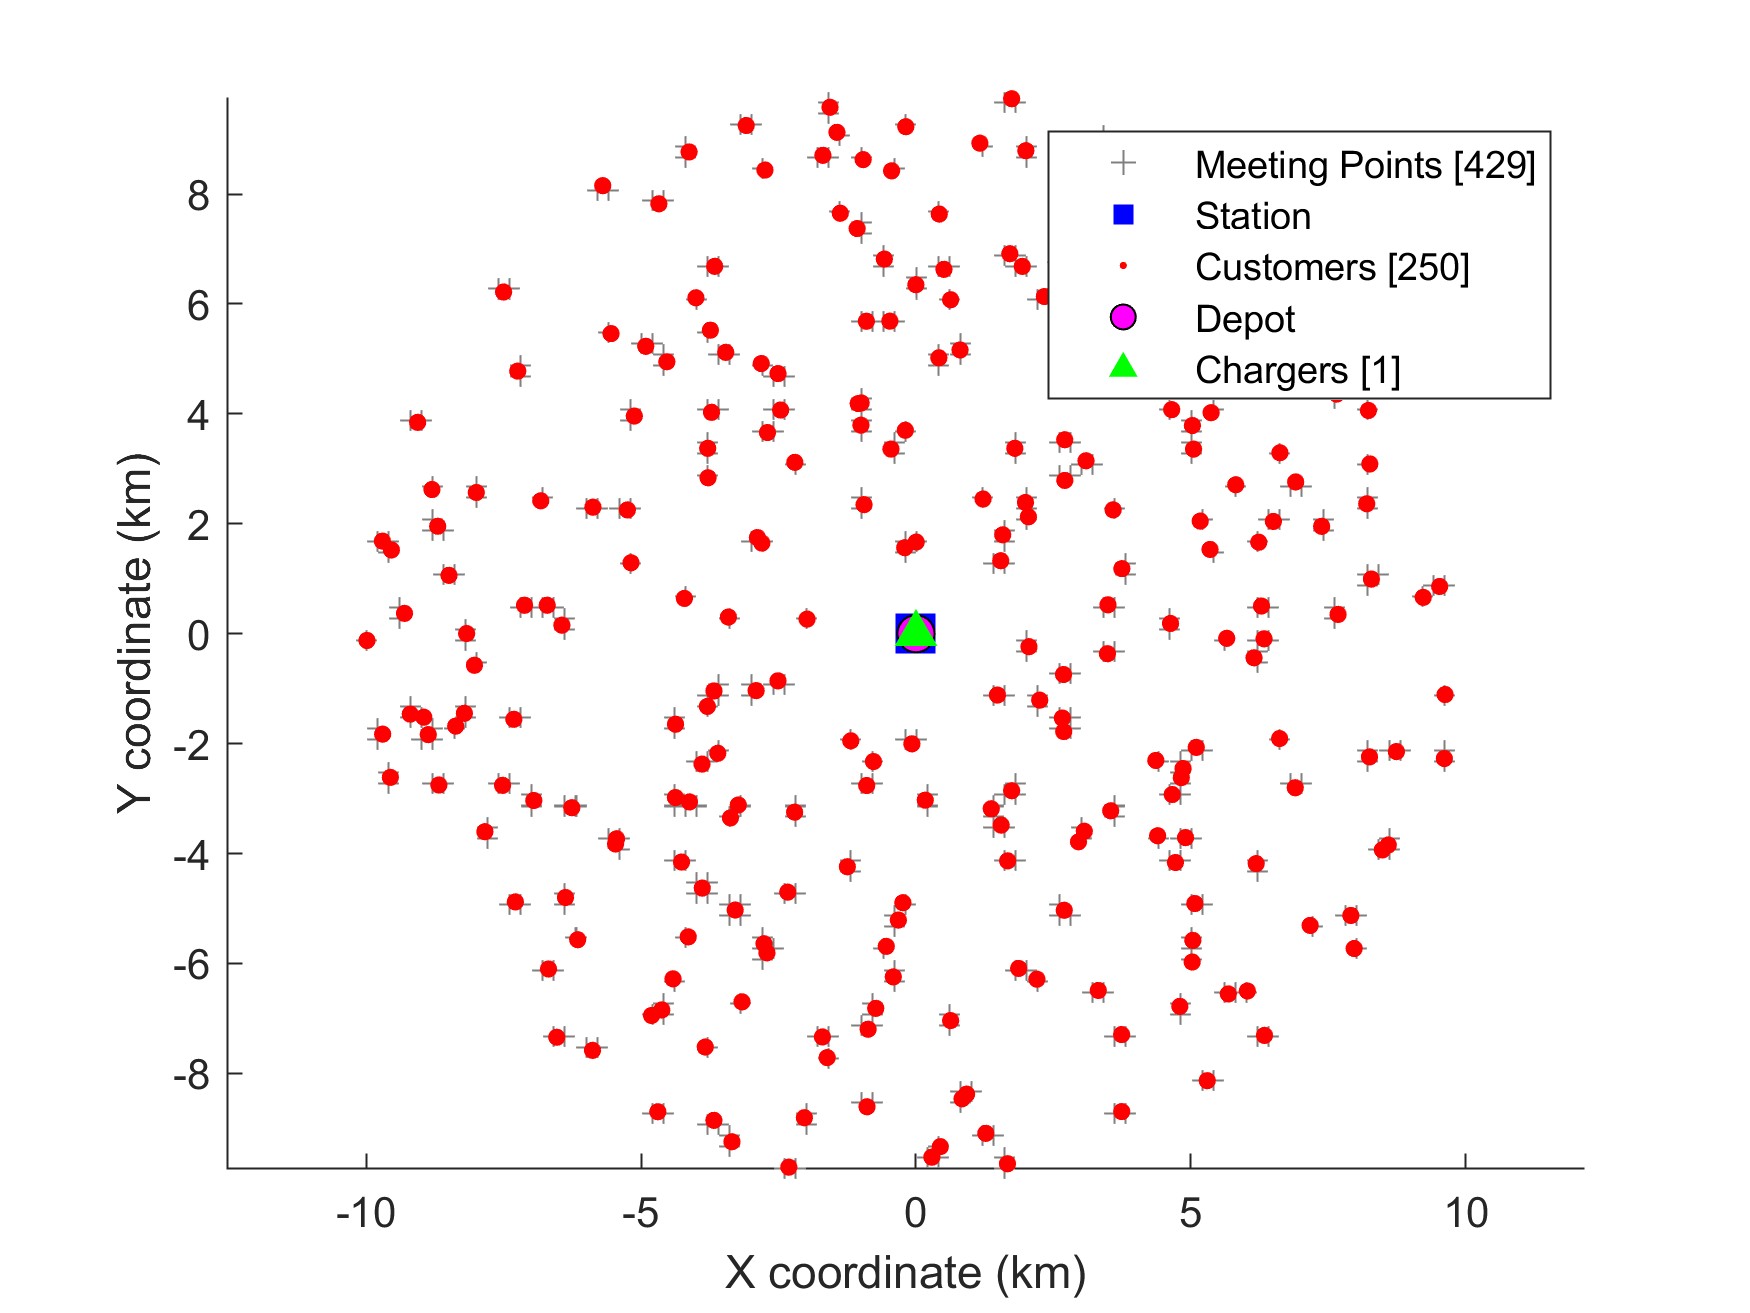 Meeting Points [429]
Station
Customers [250]
Depot
Chargers [1]
8
6
4
2
0
-2
-4
-6
-8
Y coordinate (km)
-10
-5
0
5
10
X coordinate (km)